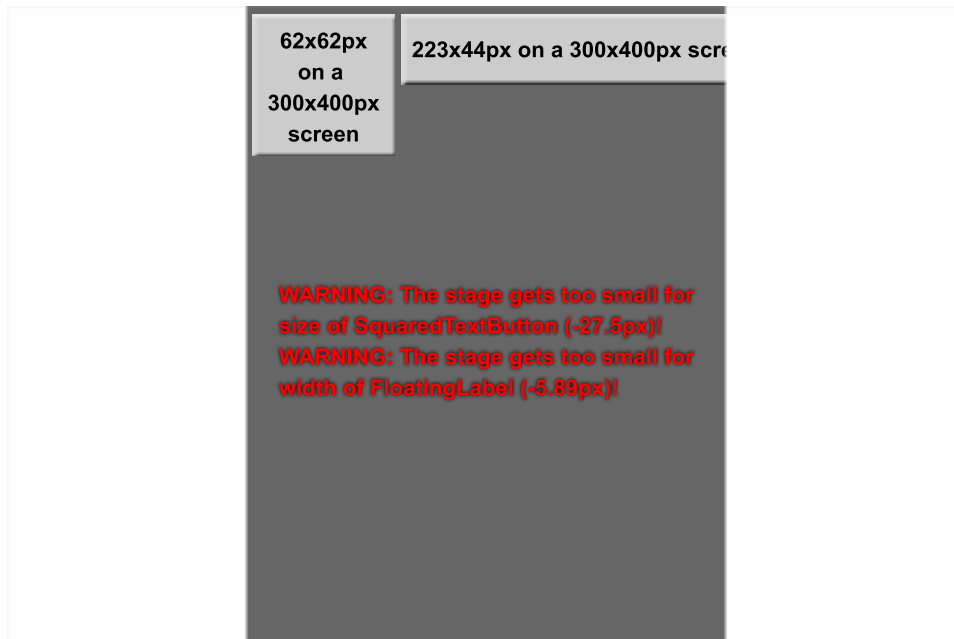 62x62px
on a
300x400px
screen
223x44px on a 300x400px scre
WARNING: The stage gets too small for
size of SquaredTextButton (-27.5px)!
WARNING: The stage gets too small for
width of FloatingLabel (-5.89px)!